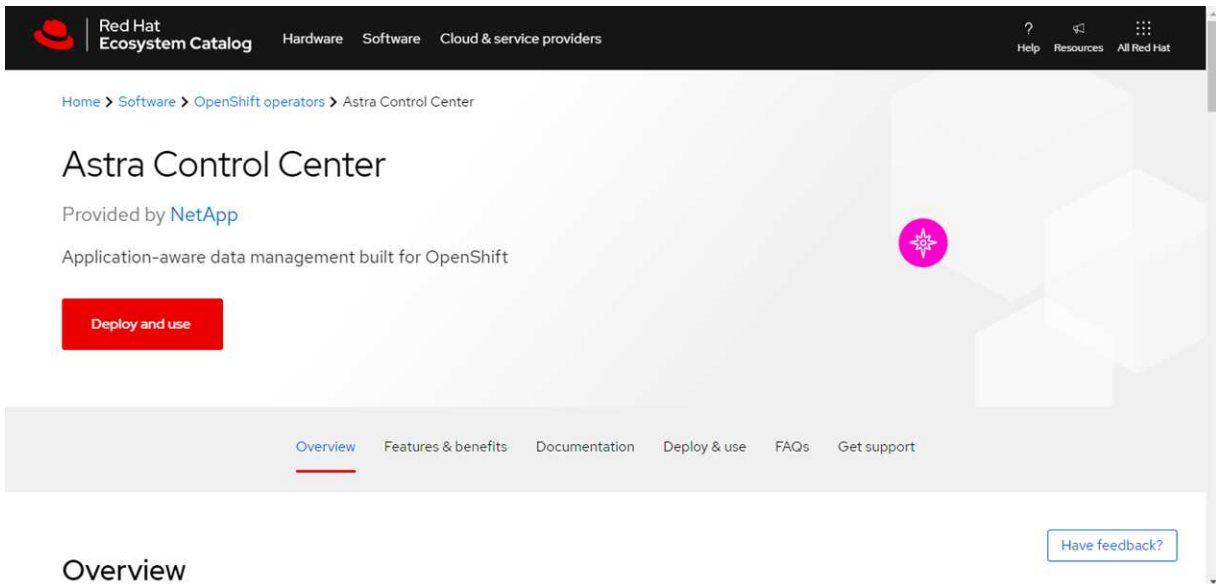 Red Hat
Ecosystem Catalog
Hardware Software Cloud & service providers
?
Help Resources All Red Hat
Home > Software > OpenShift operators > Astra Control Center
Astra Control Center
Provided by NetApp
Application-aware data management built for OpenShift
Deploy and use
Overview Features & benefits Documentation Deploy & use FAQs Get support
Have feedback?
Overview